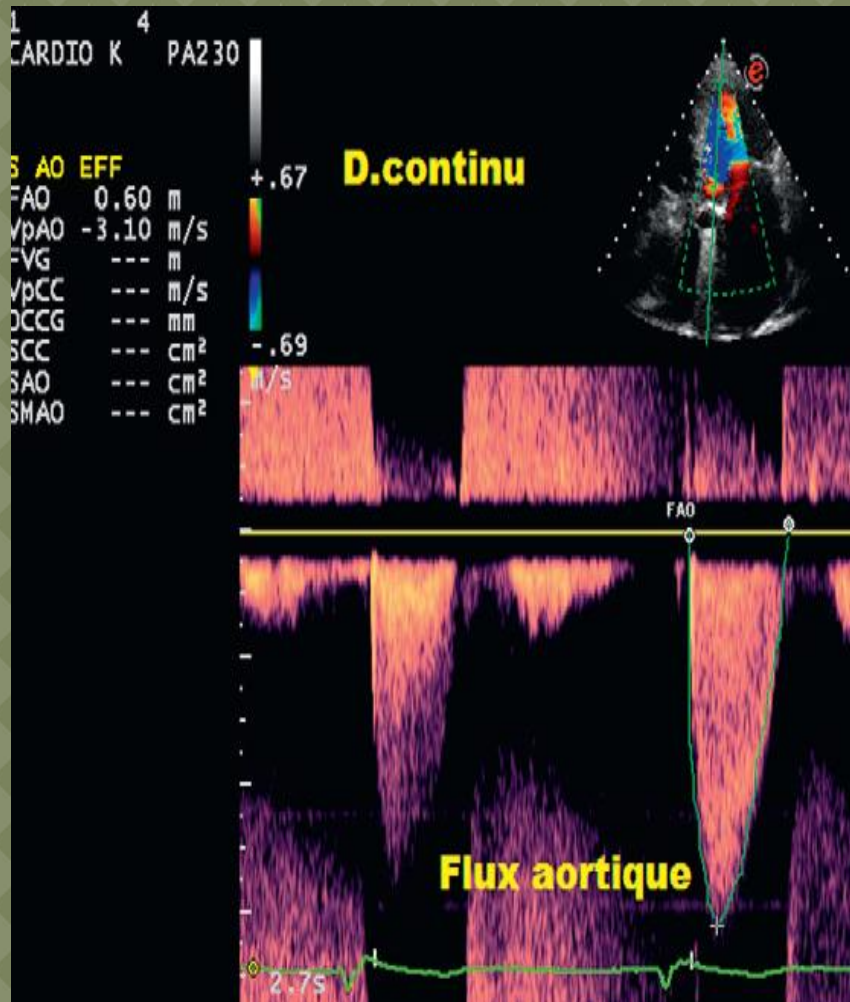 1 4
CARDIO K PA230
S AO EFF
FAO 0.60 m
VpAO -3.10 m/s
FVG --- m
VpCC --- m/s
DCCG --- mm
SCC --- cm²
SAO --- cm²
SMAO --- cm²
+.67
-.69
m/s
D.continu
e
FAO
Flux aortique
2.7s